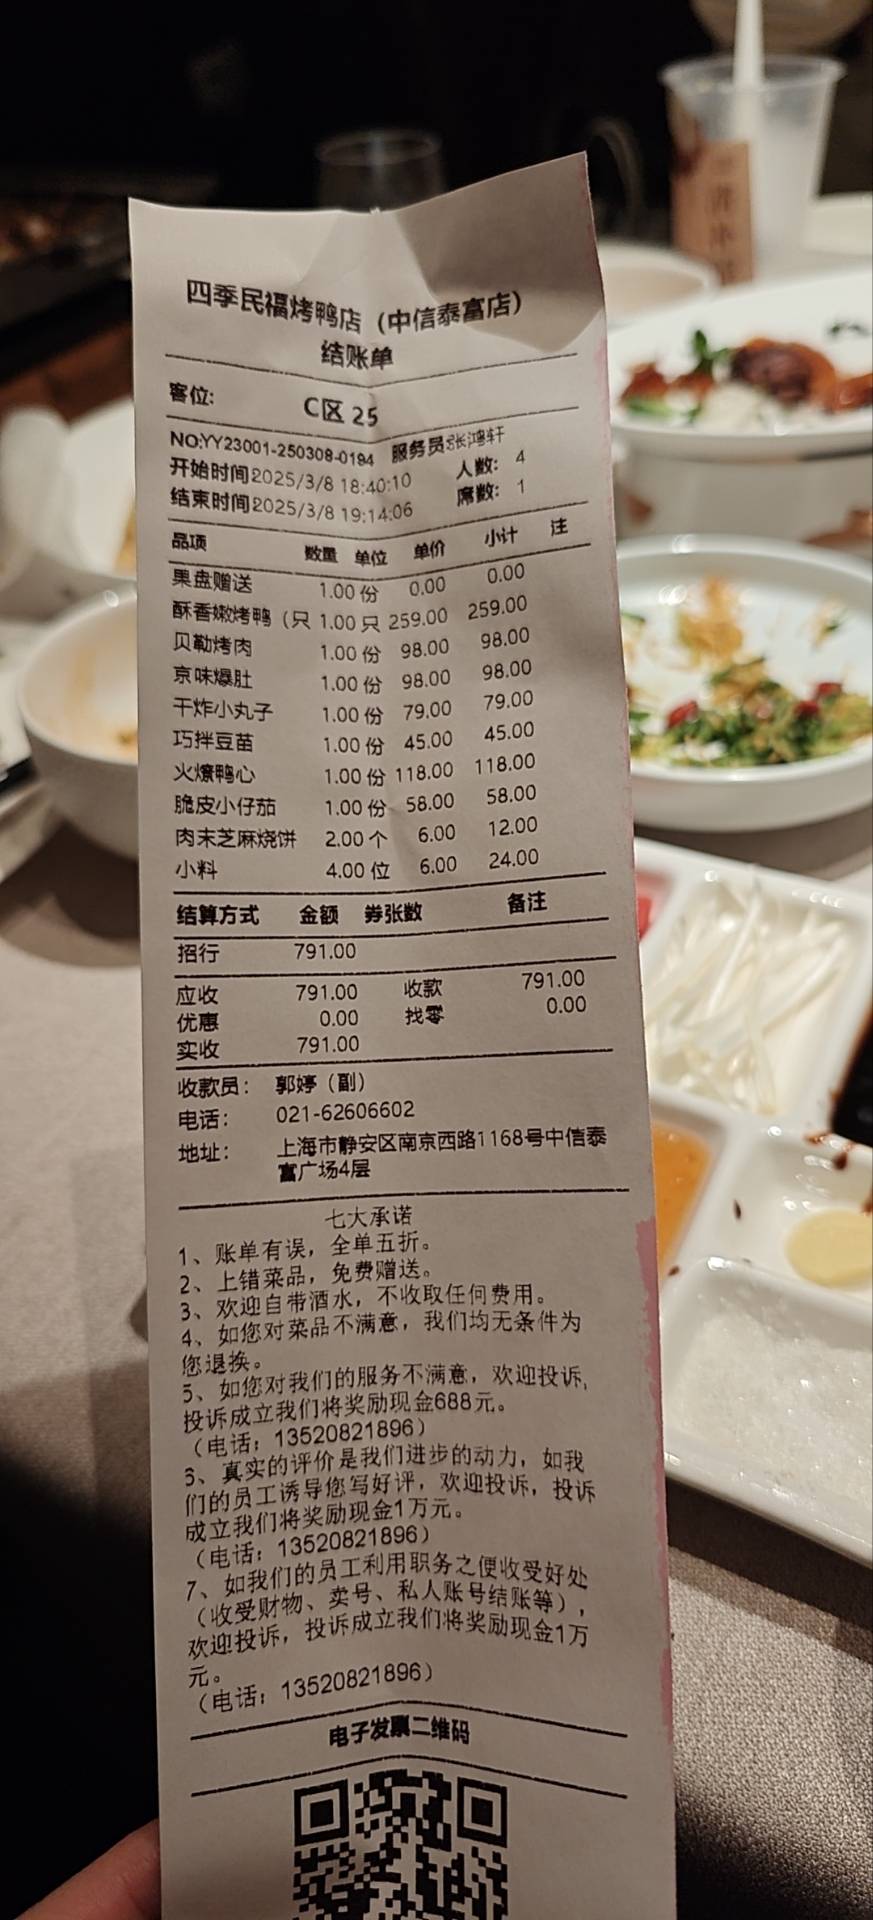 四季民福烤鸭店（中信泰富店）
结账单
客位: C区 25
NO:YY23001-250308-0194 服务员:张鸿轩
开始时间2025/3/8 18:40:10 人数: 4
结束时间2025/3/8 19:14:06 席数: 1
品项 数量 单位 单价 小计 注
果盘赠送 1.00 份 0.00 0.00
酥香嫩烤鸭（只 1.00 只 259.00 259.00
贝勒烤肉 1.00 份 98.00 98.00
京味爆肚 1.00 份 98.00 98.00
干炸小丸子 1.00 份 79.00 79.00
巧拌豆苗 1.00 份 45.00 45.00
火燎鸭心 1.00 份 118.00 118.00
脆皮小仔茄 1.00 份 58.00 58.00
肉末芝麻烧饼 2.00 个 6.00 12.00
小料 4.00 位 6.00 24.00
结算方式 金额 券张数 备注
招行 791.00
应收 791.00 收款 791.00
优惠 0.00 找零 0.00
实收 791.00
收款员: 郭婷（副）
电话: 021-62606602
地址: 上海市静安区南京西路1168号中信泰
富广场4层
七大承诺
1、账单有误，全单五折。
2、上错菜品，免费赠送。
3、欢迎自带酒水，不收取任何费用。
4、如您对菜品不满意，我们均无条件为
您退换。
5、如您对我们的服务不满意，欢迎投诉，
投诉成立我们将奖励现金688元。
（电话：13520821896）
6、真实的评价是我们进步的动力，如我
们的员工诱导您写好评，欢迎投诉，投诉
成立我们将奖励现金1万元。
（电话：13520821896）
7、如我们的员工利用职务之便收受好处
（收受财物、卖号、私人账号结账等），
欢迎投诉，投诉成立我们将奖励现金1万
元。
（电话：13520821896）
电子发票二维码